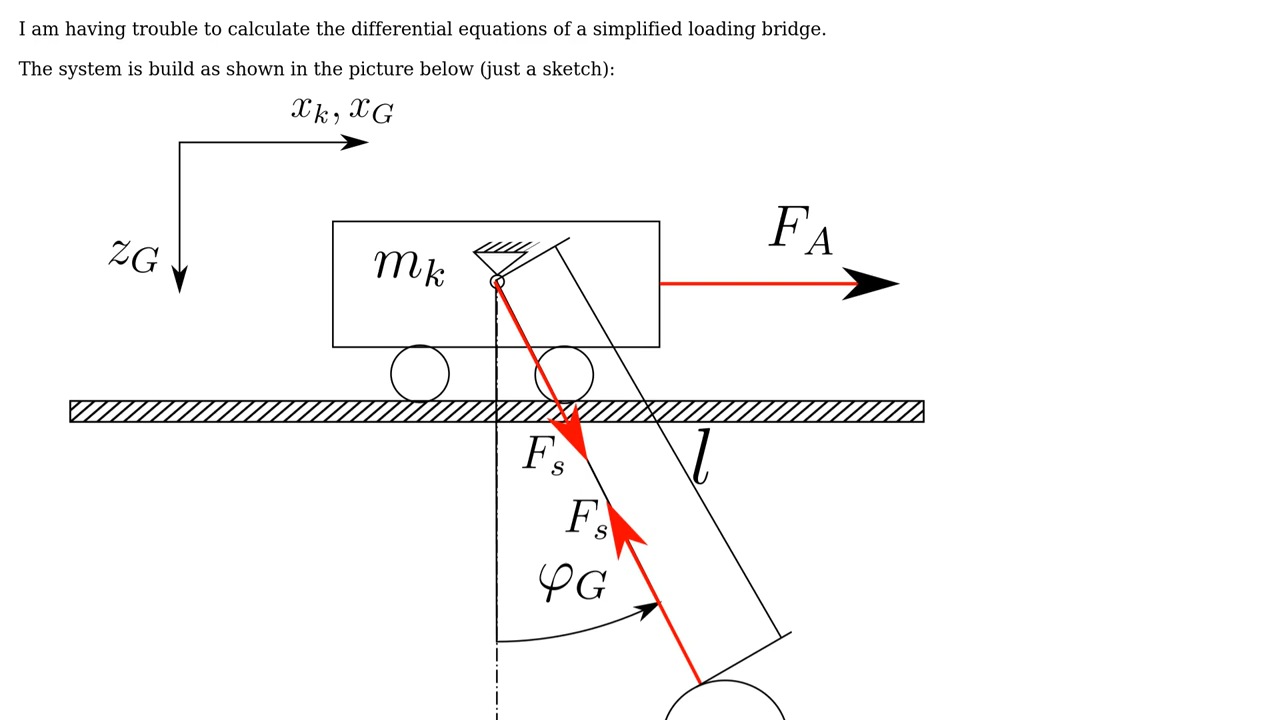 I am having trouble to calculate the differential equations of a simplified loading bridge.
The system is build as shown in the picture below (just a sketch):
x_k, x_G
z_G
m_k
F_A
F_s
l
F_s
φ_G